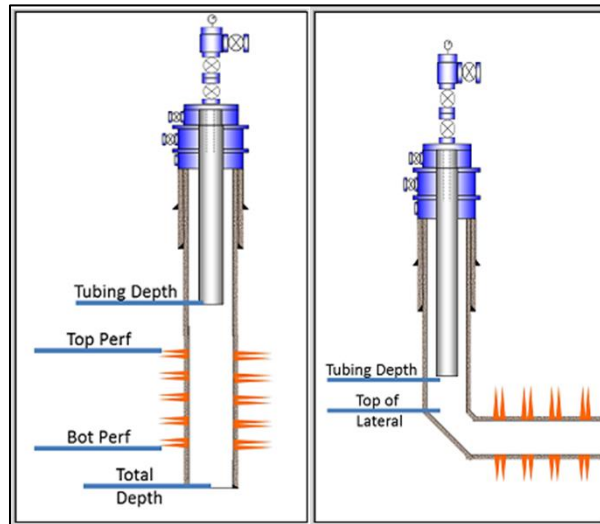 Tubing Depth
Top Perf
Bot Perf
Total
Depth
Tubing Depth
Top of
Lateral